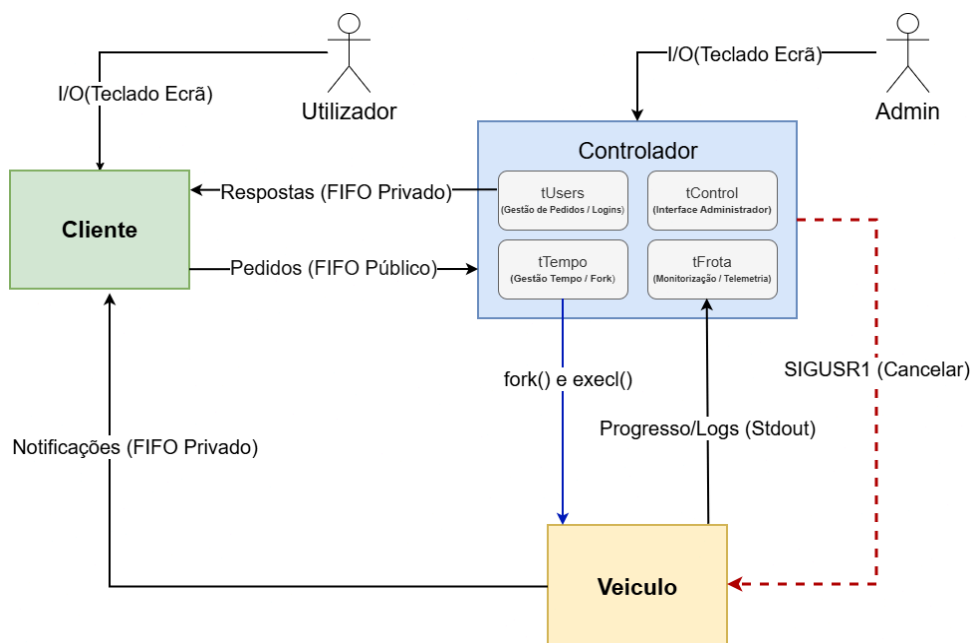 I/O(Teclado Ecrã)
Utilizador
I/O(Teclado Ecrã)
Admin
Controlador
Respostas (FIFO Privado)
tUsers
(Gestão de Pedidos / Logins)
tControl
(Interface Administrador)
Cliente
Pedidos (FIFO Público)
tTempo
(Gestão Tempo / Fork)
tFrota
(Monitorização / Telemetria)
SIGUSR1 (Cancelar)
fork() e execl()
Progresso/Logs (Stdout)
Notificações (FIFO Privado)
Veiculo